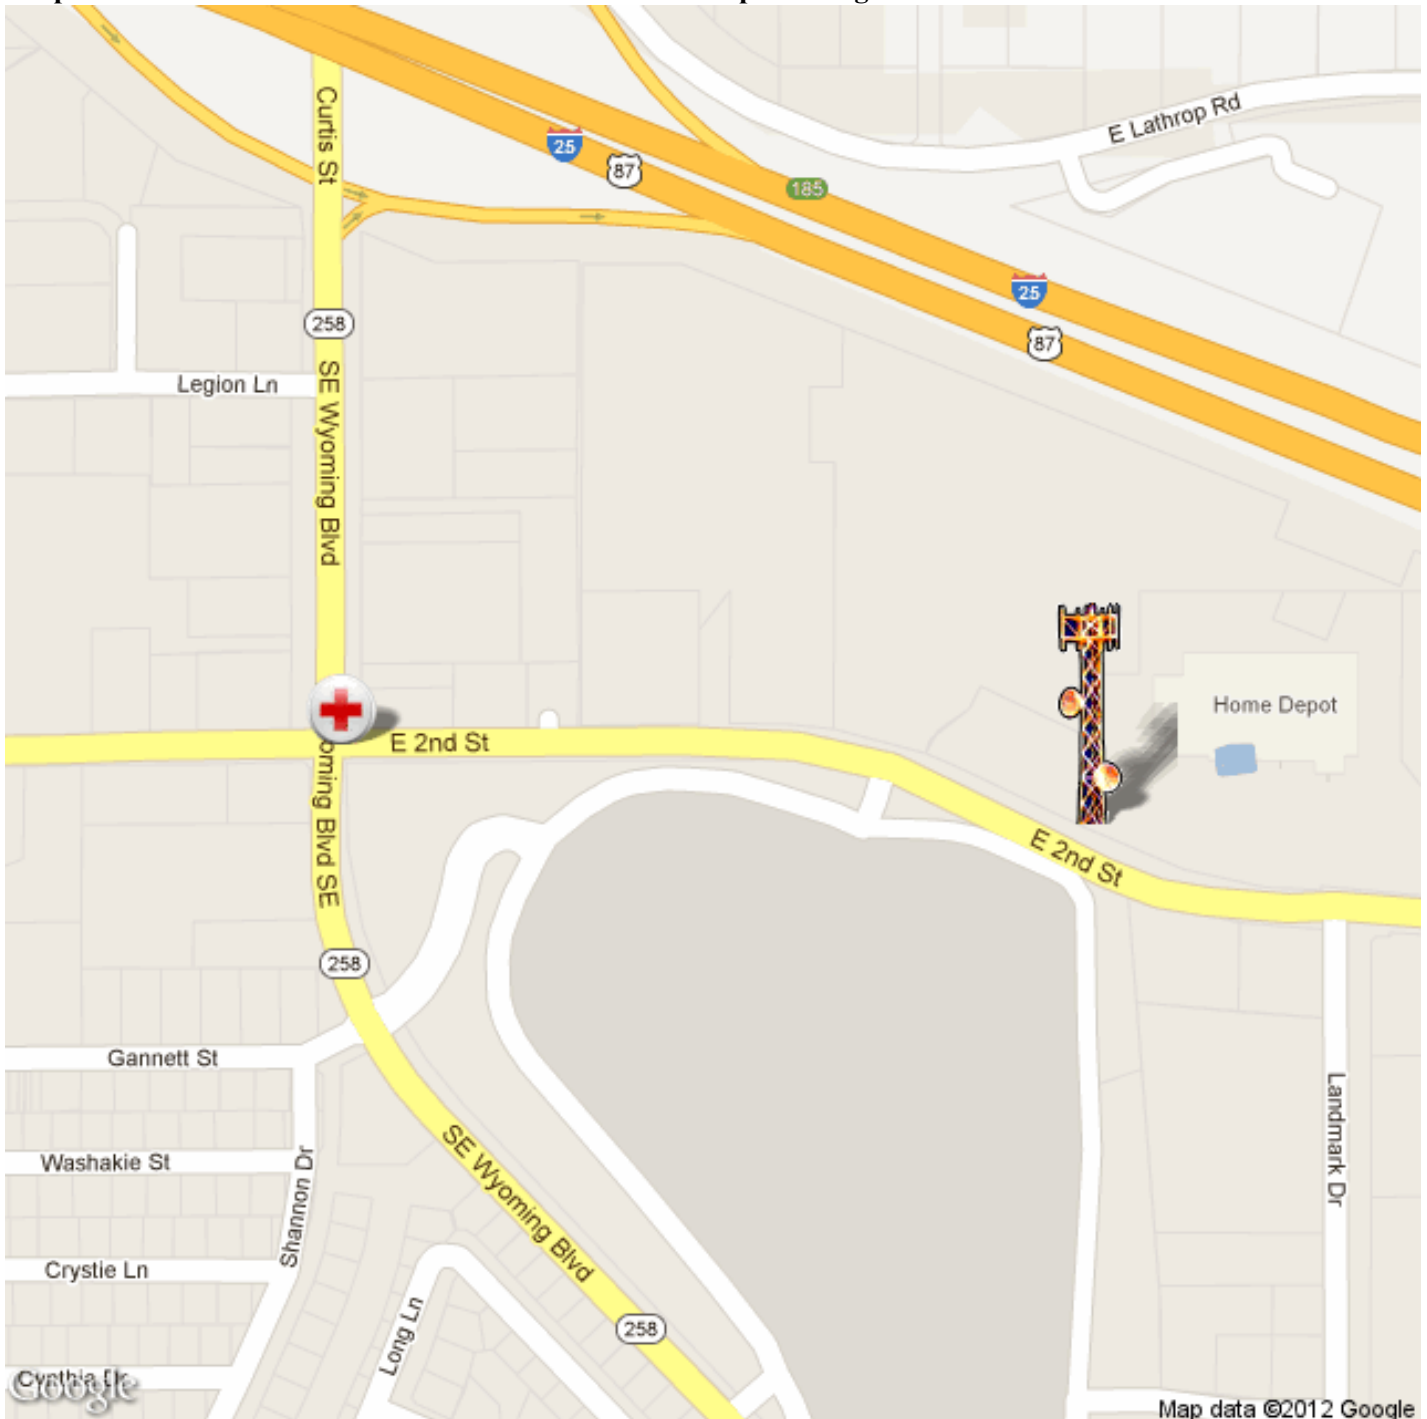 Curtis St
E Lathrop Rd
25
87
185
25
87
258
Legion Ln
SE Wyoming Blvd
Home Depot
E 2nd St
oming Blvd SE
E 2nd St
258
Gannett St
Landmark Dr
SE Wyoming Blvd
Washakie St
Shannon Dr
Crystie Ln
Long Ln
258
Google
Map data ©2012 Google